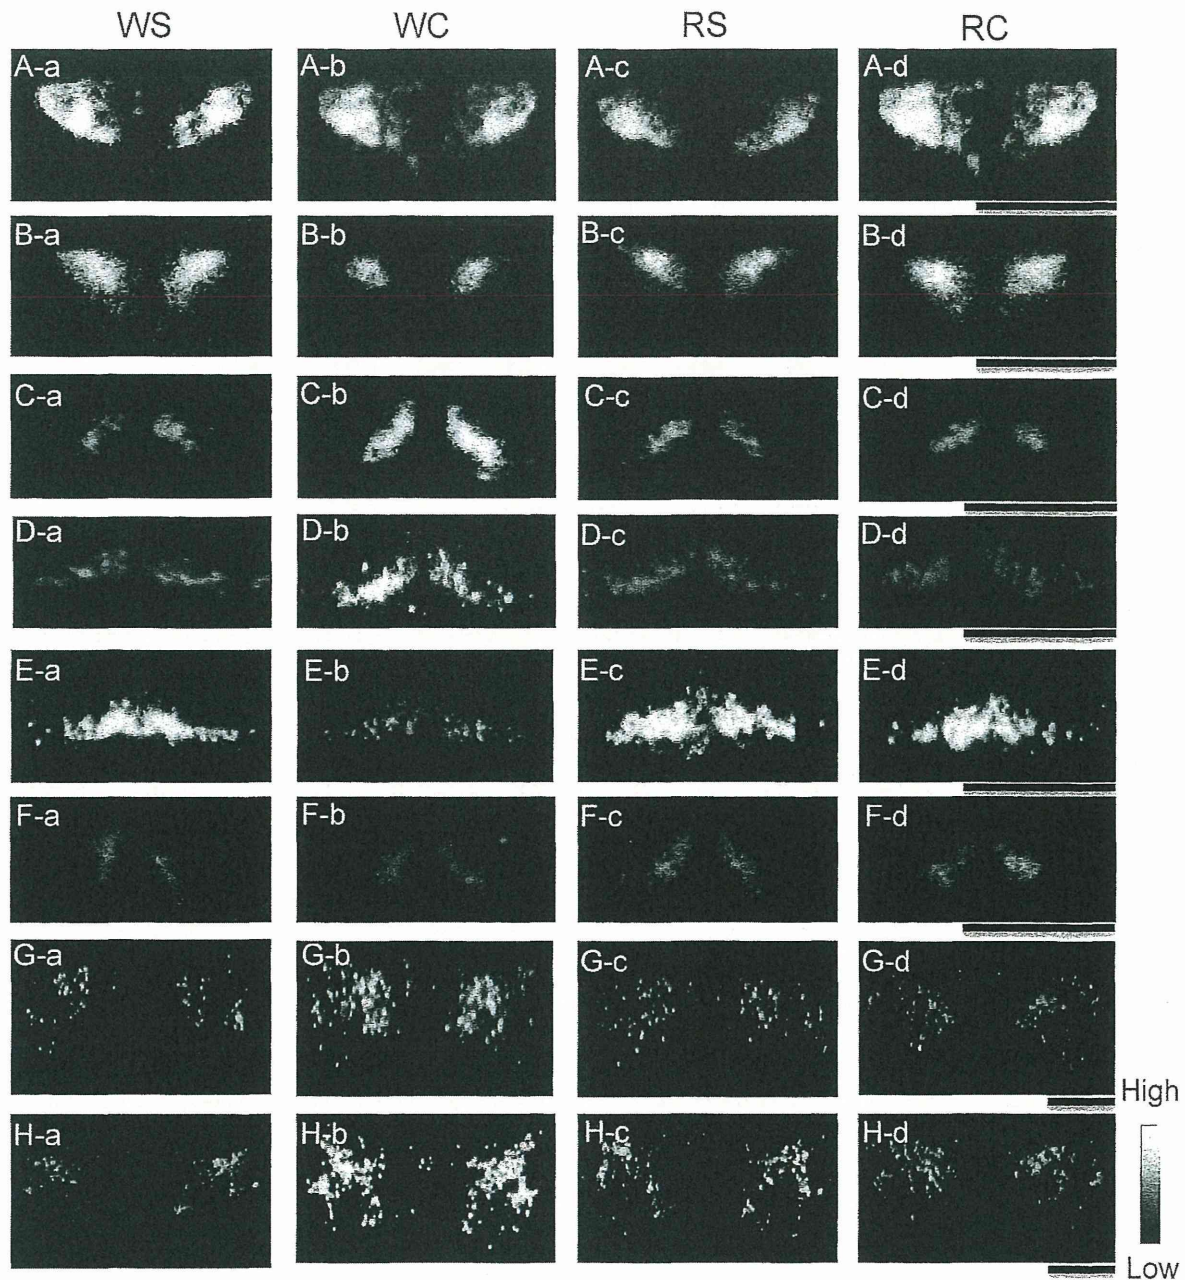 WS WC RS RC
A-a A-b A-c A-d
B-a B-b B-c B-d
C-a C-b C-c C-d
D-a D-b D-c D-d
E-a E-b E-c E-d
F-a F-b F-c F-d
G-a G-b G-c G-d
High
H-a H-b H-c H-d
Low